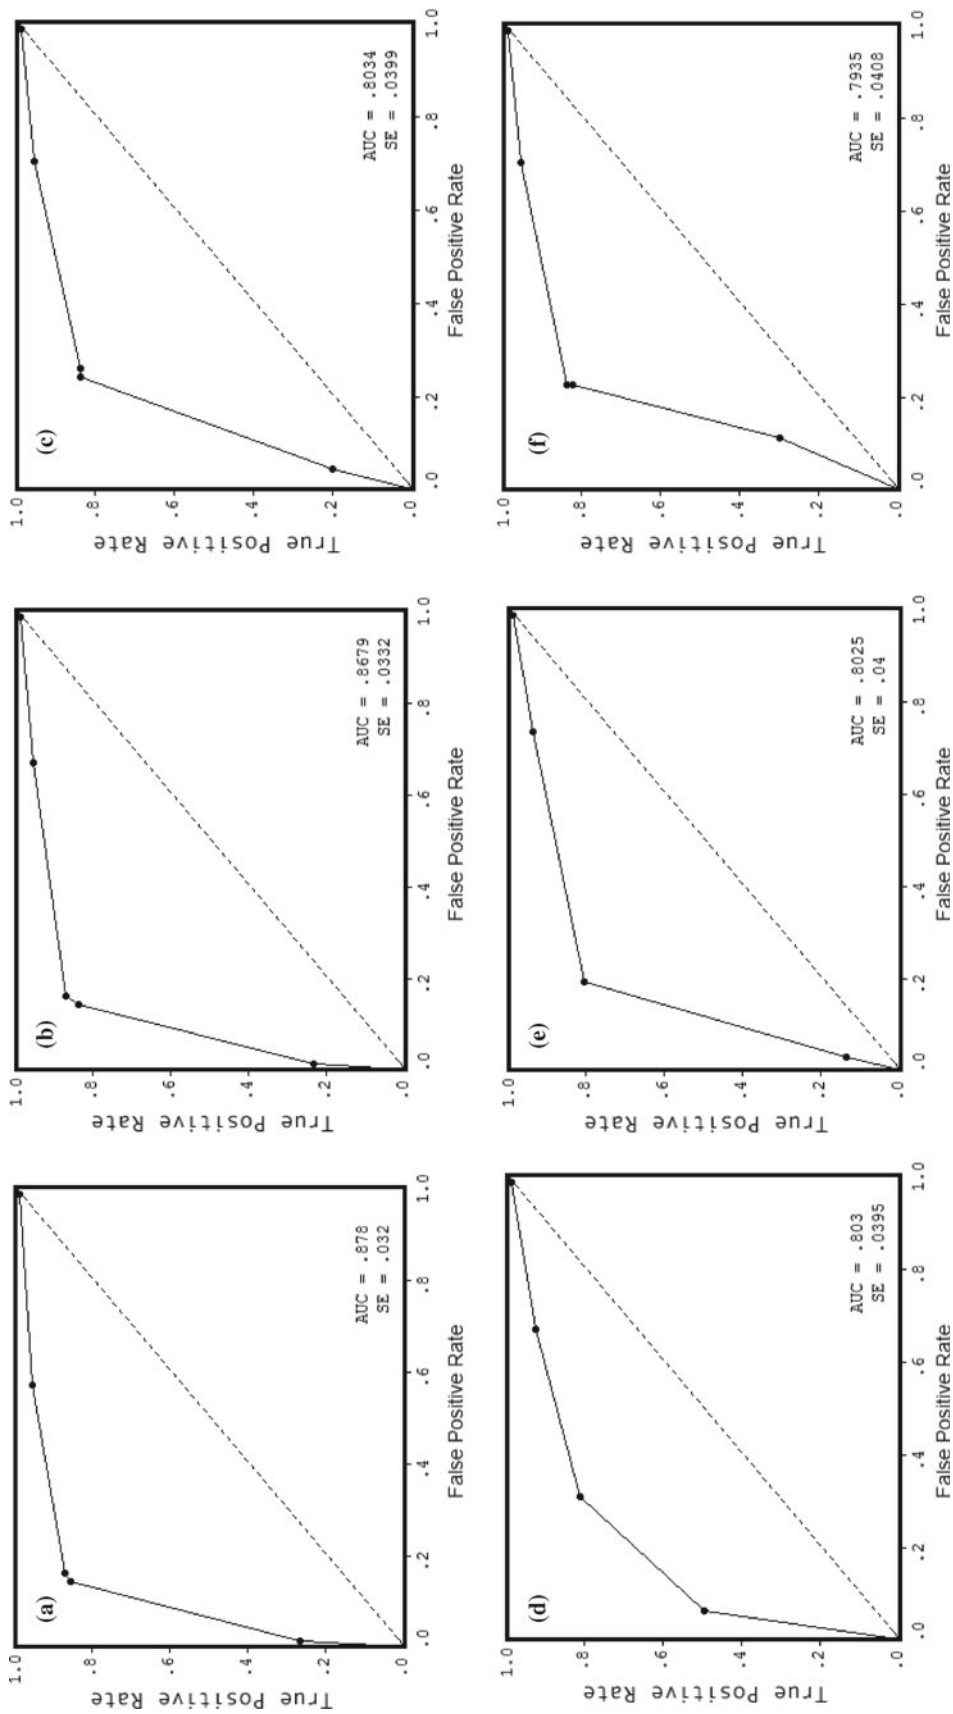 (a)
True Positive Rate
1.0
.8
.6
.4
.2
.0
AUC = .878
SE = .032
.0 .2 .4 .6 .8 1.0
False Positive Rate
(b)
True Positive Rate
1.0
.8
.6
.4
.2
.0
AUC = .8679
SE = .0332
.0 .2 .4 .6 .8 1.0
False Positive Rate
(c)
True Positive Rate
1.0
.8
.6
.4
.2
.0
AUC = .8034
SE = .0399
.0 .2 .4 .6 .8 1.0
False Positive Rate
(d)
True Positive Rate
1.0
.8
.6
.4
.2
.0
AUC = .803
SE = .0395
.0 .2 .4 .6 .8 1.0
False Positive Rate
(e)
True Positive Rate
1.0
.8
.6
.4
.2
.0
AUC = .8025
SE = .04
.0 .2 .4 .6 .8 1.0
False Positive Rate
(f)
True Positive Rate
1.0
.8
.6
.4
.2
.0
AUC = .7935
SE = .0408
.0 .2 .4 .6 .8 1.0
False Positive Rate